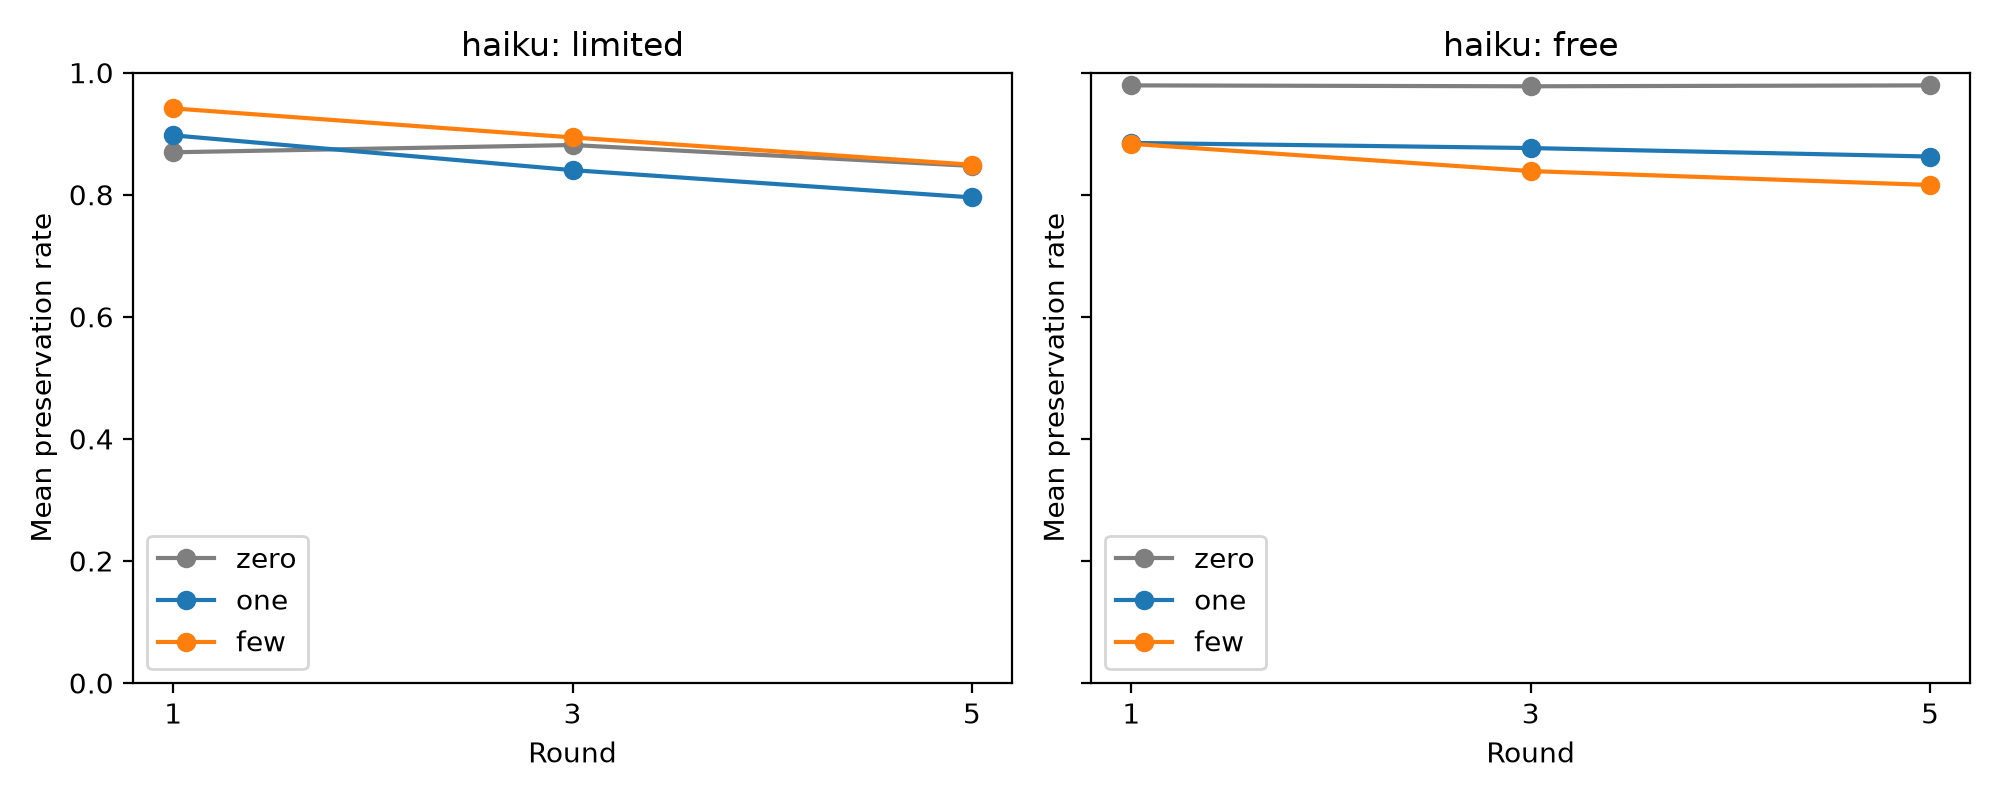 haiku: limited
Mean preservation rate
1.0
0.8
0.6
0.4
0.2
0.0
zero
one
few
1
3
5
Round
haiku: free
Mean preservation rate
zero
one
few
1
3
5
Round